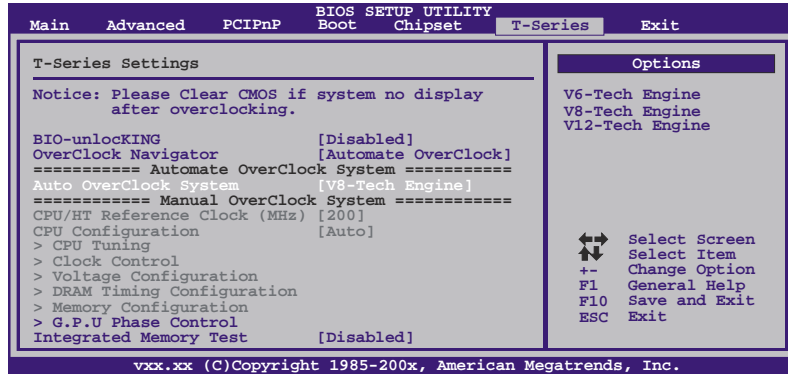 BIOS SETUP UTILITY
Main Advanced PCIPnP Boot Chipset T-Series Exit
T-Series Settings
Notice: Please Clear CMOS if system no display
after overclocking.
BIO-unlocKING [Disabled]
OverClock Navigator [Automate OverClock]
=========== Automate OverClock System ===========
Auto OverClock System [V8-Tech Engine]
============ Manual OverClock System ============
CPU/HT Reference Clock (MHz) [200]
CPU Configuration [Auto]
> CPU Tuning
> Clock Control
> Voltage Configuration
> DRAM Timing Configuration
> Memory Configuration
> G.P.U Phase Control
Integrated Memory Test [Disabled]
Options
V6-Tech Engine
V8-Tech Engine
V12-Tech Engine
Select Screen
Select Item
+- Change Option
F1 General Help
F10 Save and Exit
ESC Exit
vxx.xx (C)Copyright 1985-200x, American Megatrends, Inc.